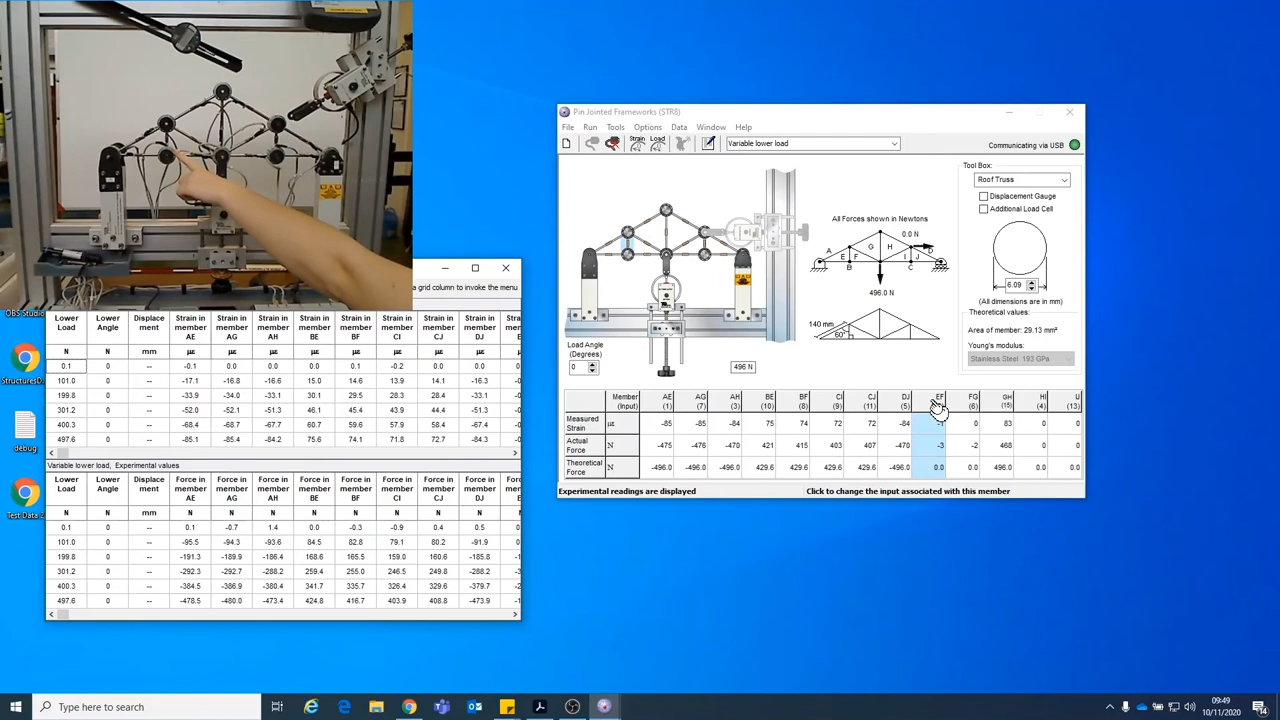 Pin Jointed Frameworks (STR8)
File Run Tools Options Data Window Help
Strain Load
Variable lower load
Communicating via USB
Tool Box:
Roof Truss
Displacement Gauge
Additional Load Cell
6.09
(All dimensions are in mm)
Theoretical values:
Area of member: 29.13 mm²
Young's modulus:
Stainless Steel 193 GPa
All Forces shown in Newtons
0.0 N
A G H D
E F I J
B C
496.0 N
140 mm
60°
Load Angle
(Degrees)
0
496 N
Member (Input) AE (1) AG (7) AH (3) BE (10) BF (8) CI (9) CJ (11) DJ (5) EF FG (6) GH (15) HI (4) IJ (13)
Measured Strain µε -85 -85 -84 75 74 72 72 -84 -1 0 83 0 0
Actual Force N -475 -476 -470 421 415 403 407 -470 -3 -2 468 0.0 0.0
Theoretical Force N -496.0 -496.0 -496.0 429.6 429.6 429.6 429.6 -496.0 0.0 0.0 496.0 0.0 0.0
Experimental readings are displayed
Click to change the input associated with this member
a grid column to invoke the menu
Lower Load Lower Angle Displace ment Strain in member AE Strain in member AG Strain in member AH Strain in member BE Strain in member BF Strain in member CI Strain in member CJ Strain in member DJ
N 0 mm µε µε µε µε µε µε µε µε
0.1 0 -- -0.1 0.0 0.0 0.0 0.1 -0.2 0.0 0.0
101.0 0 -- -17.1 -16.8 -16.6 15.0 14.6 13.9 14.1 -16.3
199.8 0 -- -33.9 -34.0 -33.1 30.1 29.5 28.3 28.4 -33.1
301.2 0 -- -52.0 -52.1 -51.3 46.1 45.4 43.9 44.4 -51.3
400.3 0 -- -68.4 -68.7 -67.7 60.7 59.6 57.9 58.4 -67.4
497.6 0 -- -85.1 -85.4 -84.2 75.6 74.1 71.8 72.7 -84.3
Variable lower load, Experimental values
Lower Load Lower Angle Displace ment Force in member AE Force in member AG Force in member AH Force in member BE Force in member BF Force in member CI Force in member CJ Force in member DJ
N 0 mm N N N N N N N N
0.1 0 -- 0.1 -0.7 1.4 0.0 -0.3 -0.9 0.4 0.5
101.0 0 -- -95.5 -94.3 -93.6 84.5 82.8 79.1 80.2 -91.9
199.8 0 -- -191.3 -189.9 -186.4 168.6 165.5 159.0 160.6 -185.8
301.2 0 -- -292.3 -292.7 -288.2 259.4 255.0 246.5 249.8 -288.2
400.3 0 -- -384.5 -386.9 -380.4 341.7 335.7 326.4 329.6 -379.7
497.6 0 -- -478.5 -480.0 -473.4 424.8 416.7 403.9 408.8 -473.9
OBS Studio
StructuresD.
debug
Test Data
Type here to search
09:49
10/11/2020
14